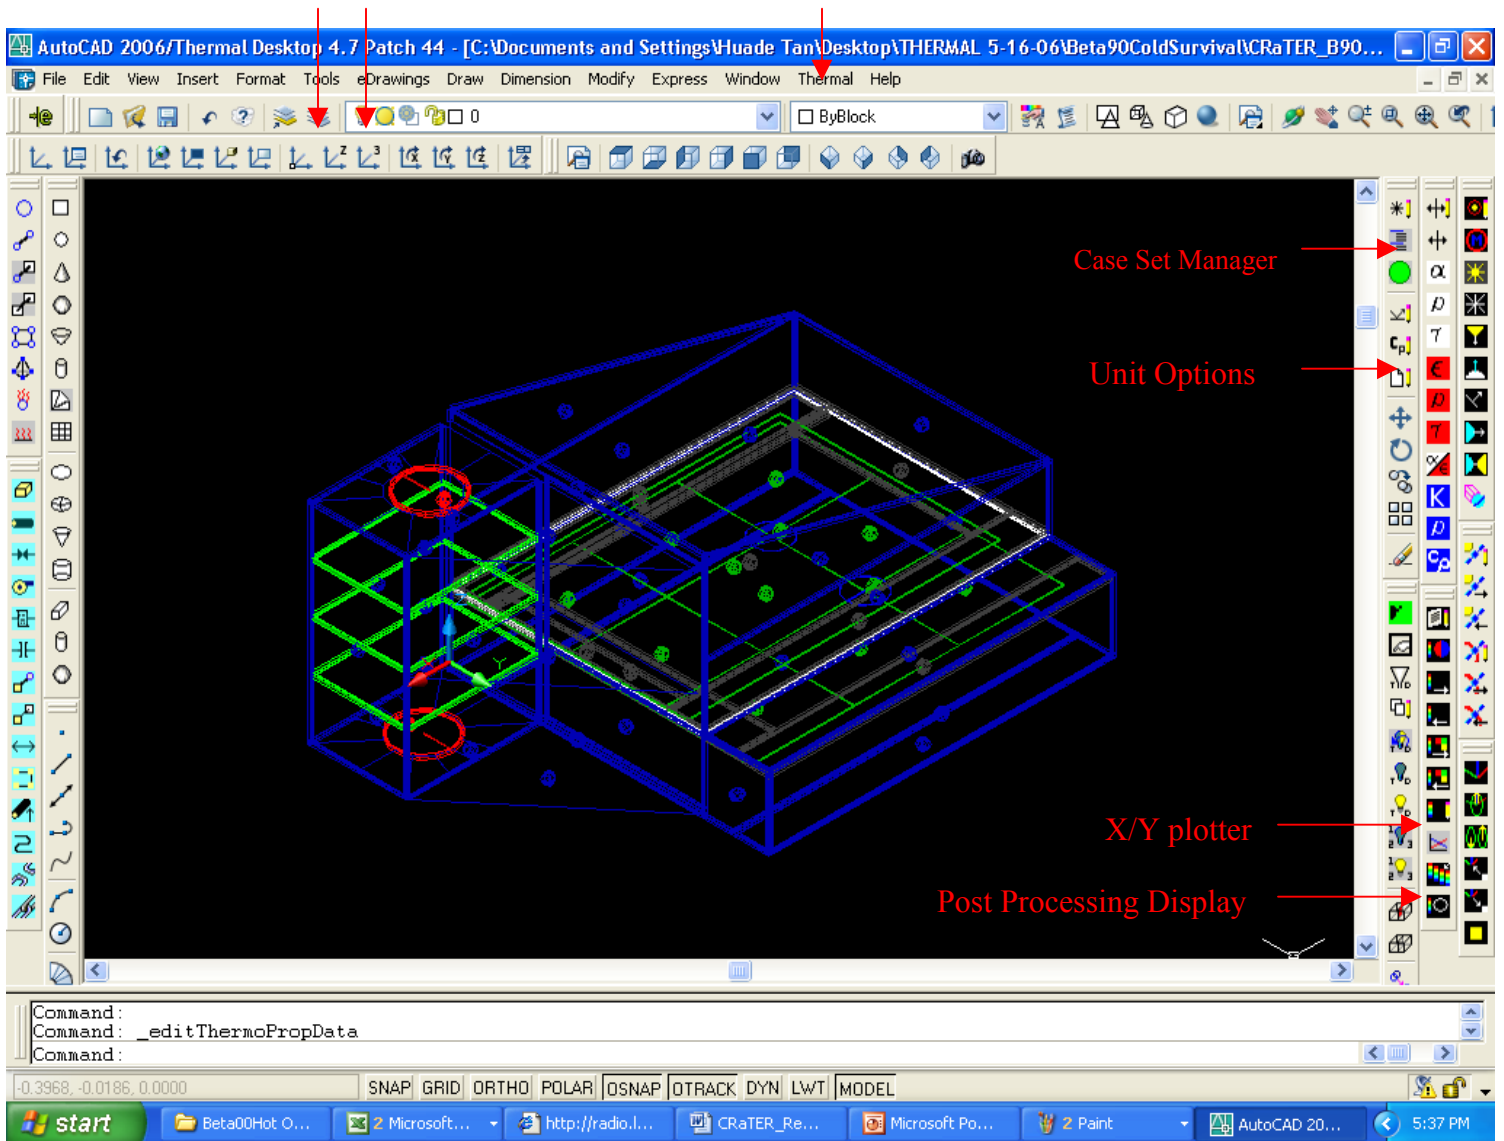 AutoCAD 2006/Thermal Desktop 4.7 Patch 44 - [C:\Documents and Settings\Huade Tan\Desktop\THERMAL 5-16-06\Beta90ColdSurvival\CRaTER_B90...
File Edit View Insert Format Tools eDrawings Draw Dimension Modify Express Window Thermal Help
0
ByBlock
Case Set Manager
Unit Options
X/Y plotter
Post Processing Display
Y
Command:
Command: _editThermoPropData
Command:
-0.3968, -0.0186, 0.0000 SNAP GRID ORTHO POLAR OSNAP OTRACK DYN LWT MODEL
start Beta00Hot O... 2 Microsoft... http://radio.l... CRaTER_Re... Microsoft Po... 2 Paint AutoCAD 20... 5:37 PM